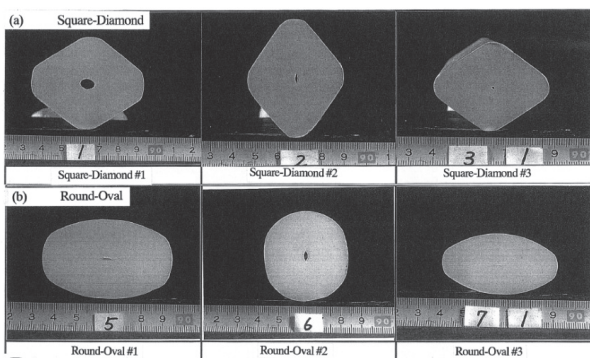 (a) Square-Diamond
1
2
3 1
Square-Diamond #1
Square-Diamond #2
Square-Diamond #3
(b) Round-Oval
5
6
7 1
Round-Oval #1
Round-Oval #2
Round-Oval #3